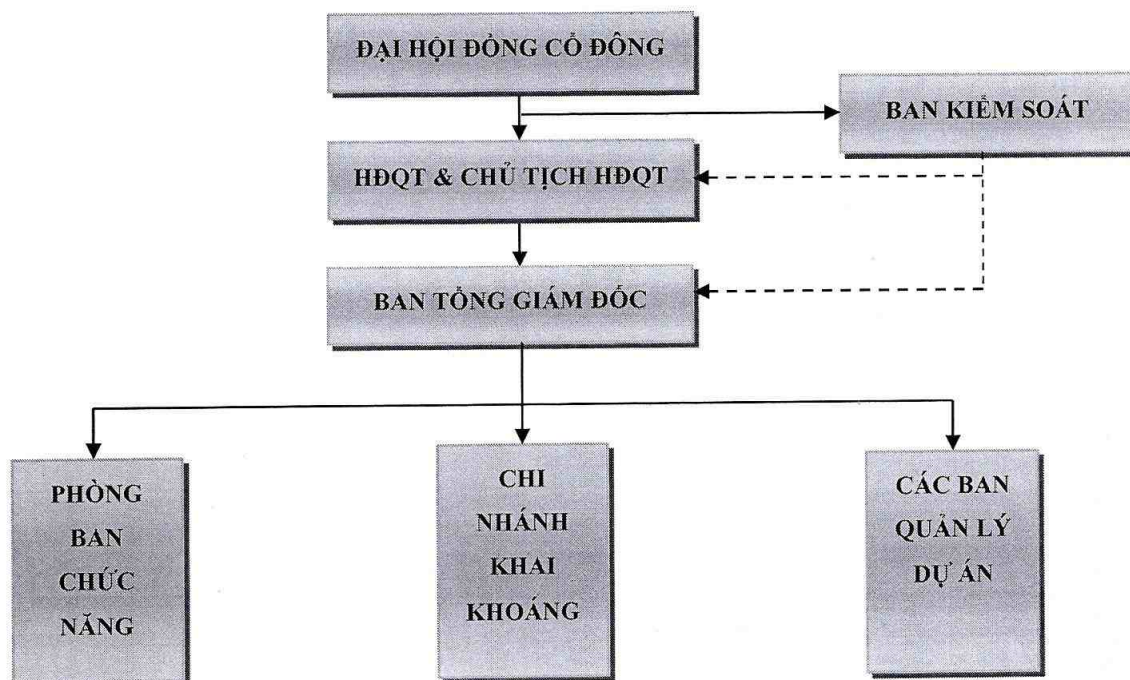 ĐẠI HỘI ĐỒNG CỔ ĐÔNG
BAN KIỂM SOÁT
HĐQT & CHỦ TỊCH HĐQT
BAN TỔNG GIÁM ĐỐC
PHÒNG
BAN
CHỨC
NĂNG
CHI
NHÁNH
KHAI
KHOÁNG
CÁC BAN
QUẢN LÝ
DỰ ÁN